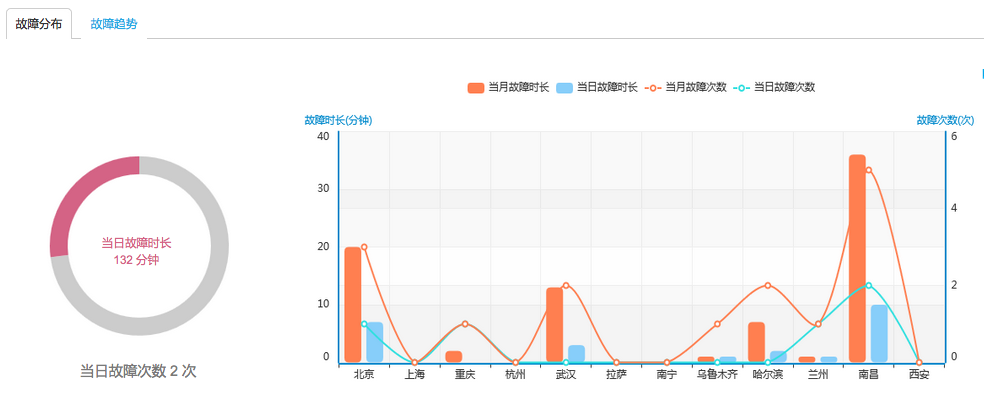 故障分布 故障趋势
当月故障时长 当日故障时长 当月故障次数 当日故障次数
故障时长(分钟) 故障次数(次)
40 6
30 4
20 2
10 0
0
当日故障时长
132 分钟
北京 上海 重庆 杭州 武汉 拉萨 南宁 乌鲁木齐 哈尔滨 兰州 南昌 西安
当日故障次数 2 次